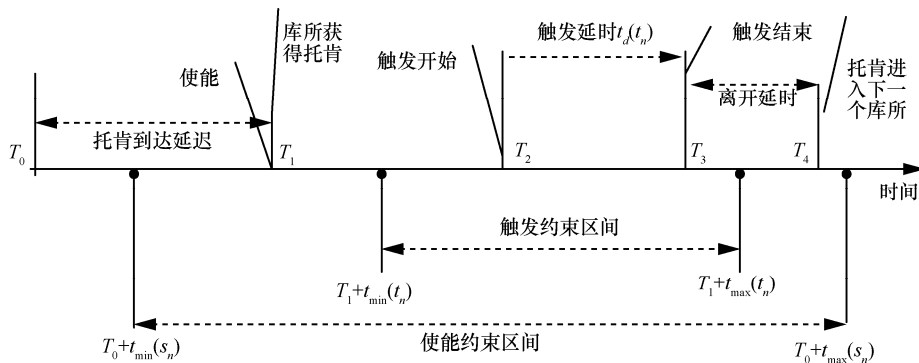 库所获
得托肯
使能
触发开始
触发延时t_d(t_n)
触发结束
离开延时
托肯进
入下一
个库所
托肯到达延迟
T_0
T_1
T_2
T_3
T_4
时间
触发约束区间
T_1+t_min(t_n)
T_1+t_max(t_n)
使能约束区间
T_0+t_min(s_n)
T_0+t_max(s_n)